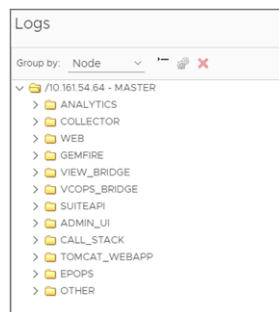 Logs
Group by: Node
/10.161.54.64 - MASTER
ANALYTICS
COLLECTOR
WEB
GEMFIRE
VIEW_BRIDGE
VCOPS_BRIDGE
SUITEAPI
ADMIN_UI
CALL_STACK
TOMCAT_WEBAPP
EPOPS
OTHER